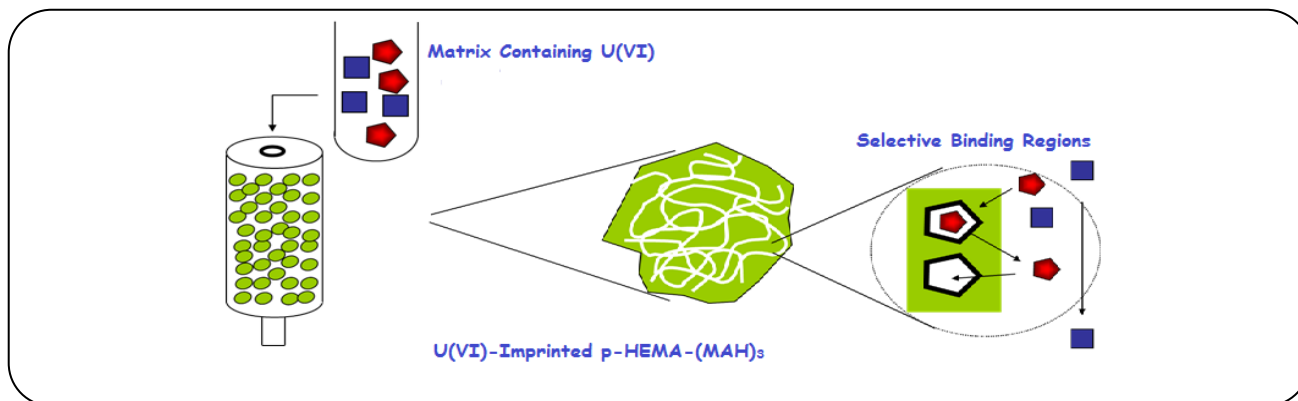 Matrix Containing U(VI)
Selective Binding Regions
U(VI)-Imprinted p-HEMA-(MAH)₃